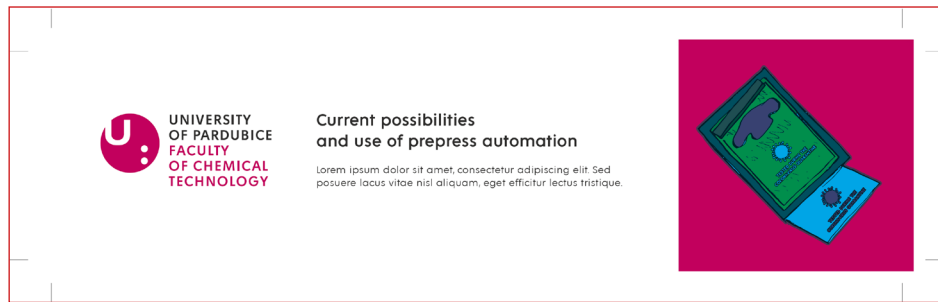 UNIVERSITY
OF PARDUBICE
FACULTY
OF CHEMICAL
TECHNOLOGY
Current possibilities
and use of prepress automation
Lorem ipsum dolor sit amet, consectetur adipiscing elit. Sed
posuere lacus vitae nisl aliquam, eget efficitur lectus tristique.